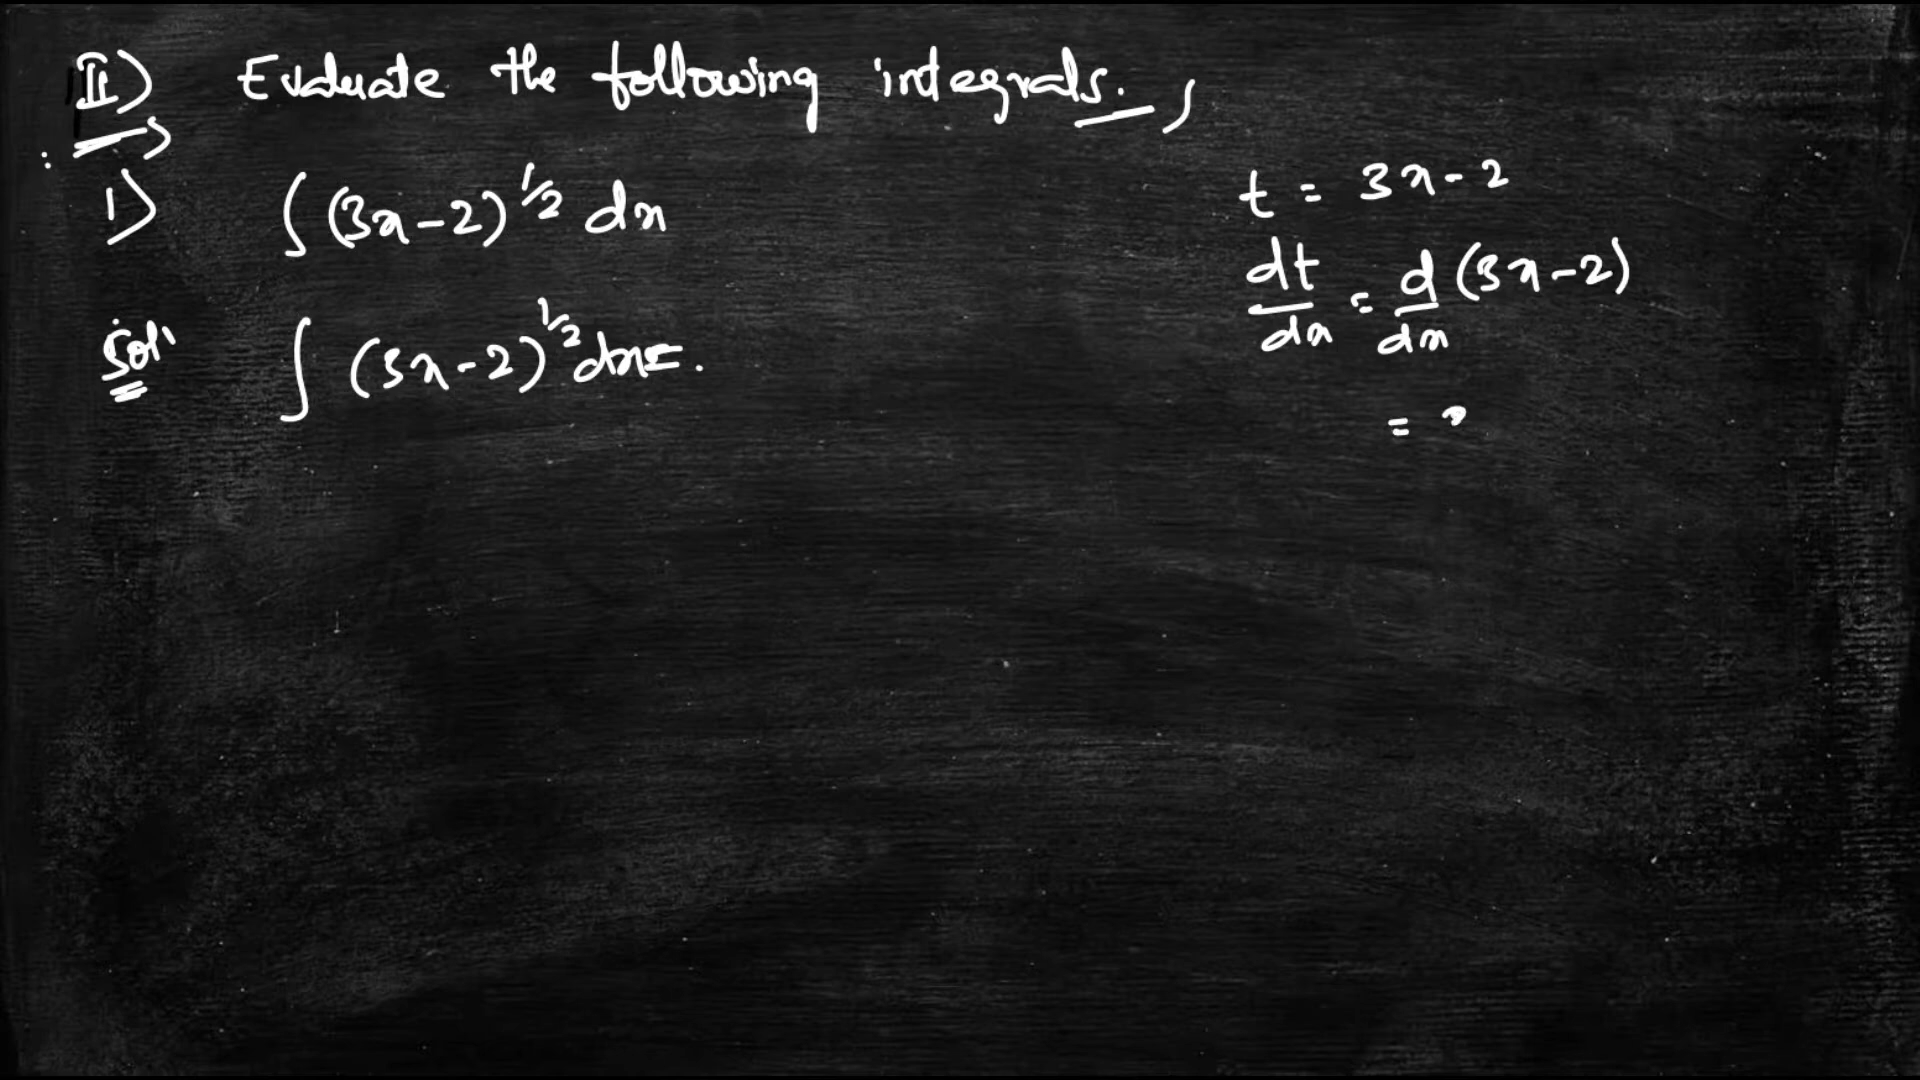 II) Evaluate the following integrals.
1) ∫ (3x-2)^1/2 dx
Sol: ∫ (3x-2)^1/2 dx =
t = 3x-2
dt/dx = d/dx (3x-2)
=